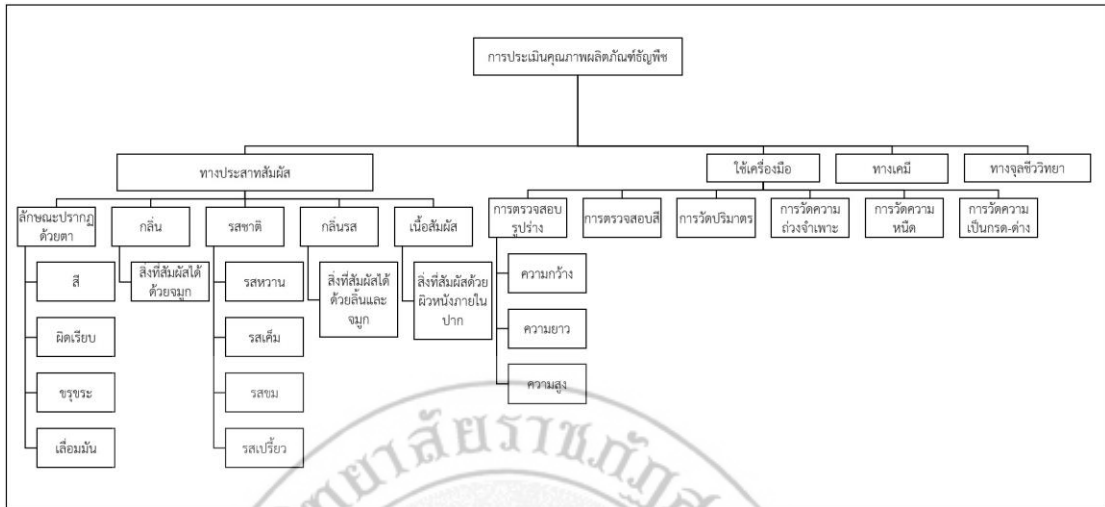 การประเมินคุณภาพผลิตภัณฑ์ธัญพืช
ทางประสาทสัมผัส
ใช้เครื่องมือ
ทางเคมี
ทางจุลชีววิทยา
ลักษณะปรากฏ
ด้วยตา
กลิ่น
รสชาติ
กลิ่นรส
เนื้อสัมผัส
การตรวจสอบ
รูปร่าง
การตรวจสอบสี
การวัดปริมาตร
การวัดความ
ถ่วงจำเพาะ
การวัดความ
หนืด
การวัดความ
เป็นกรด-ด่าง
สี
สิ่งที่สัมผัสได้
ด้วยจมูก
รสหวาน
สิ่งที่สัมผัสได้
ด้วยลิ้นและ
จมูก
สิ่งที่สัมผัสด้วย
ผิวหนังภายใน
ปาก
ความกว้าง
ผิดเรียบ
รสเค็ม
ความยาว
ขรุขระ
รสขม
ความสูง
เลื่อมมัน
รสเปรี้ยว
ทยาลัยราชภัฏส